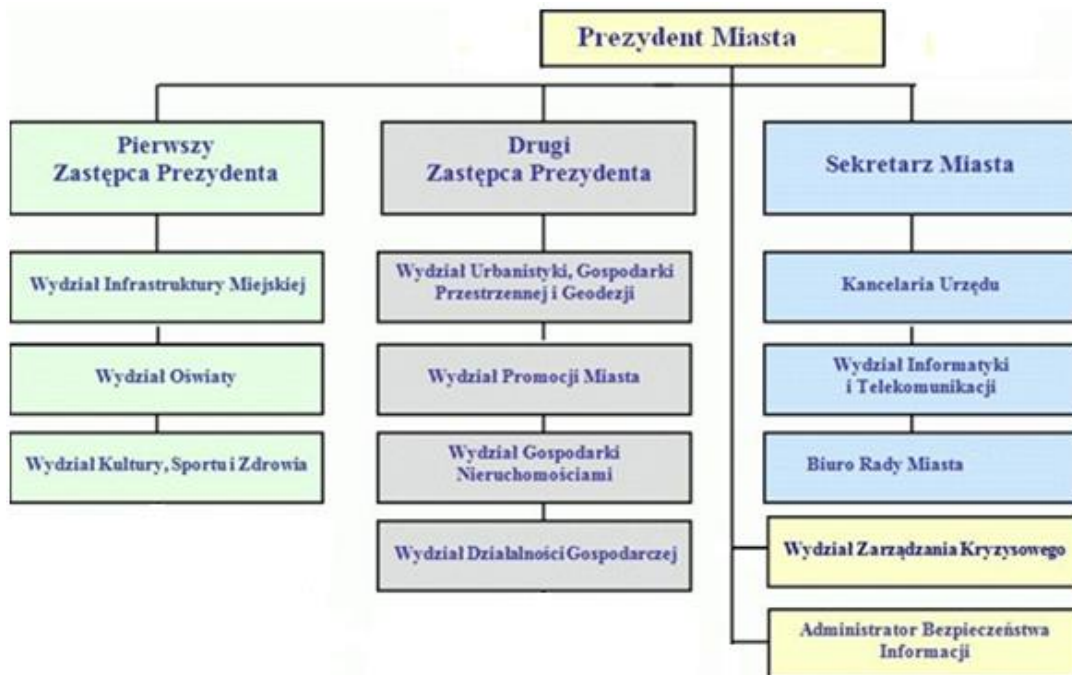 Prezydent Miasta
Pierwszy
Zastępca Prezydenta
Wydział Infrastruktury Miejskiej
Wydział Oświaty
Wydział Kultury, Sportu i Zdrowia
Drugi
Zastępca Prezydenta
Wydział Urbanistyki, Gospodarki
Przestrzennej i Geodezji
Wydział Promocji Miasta
Wydział Gospodarki
Nieruchomościami
Wydział Działalności Gospodarczej
Sekretarz Miasta
Kancelaria Urzędu
Wydział Informatyki
i Telekomunikacji
Biuro Rady Miasta
Wydział Zarządzania Kryzysowego
Administrator Bezpieczeństwa
Informacji